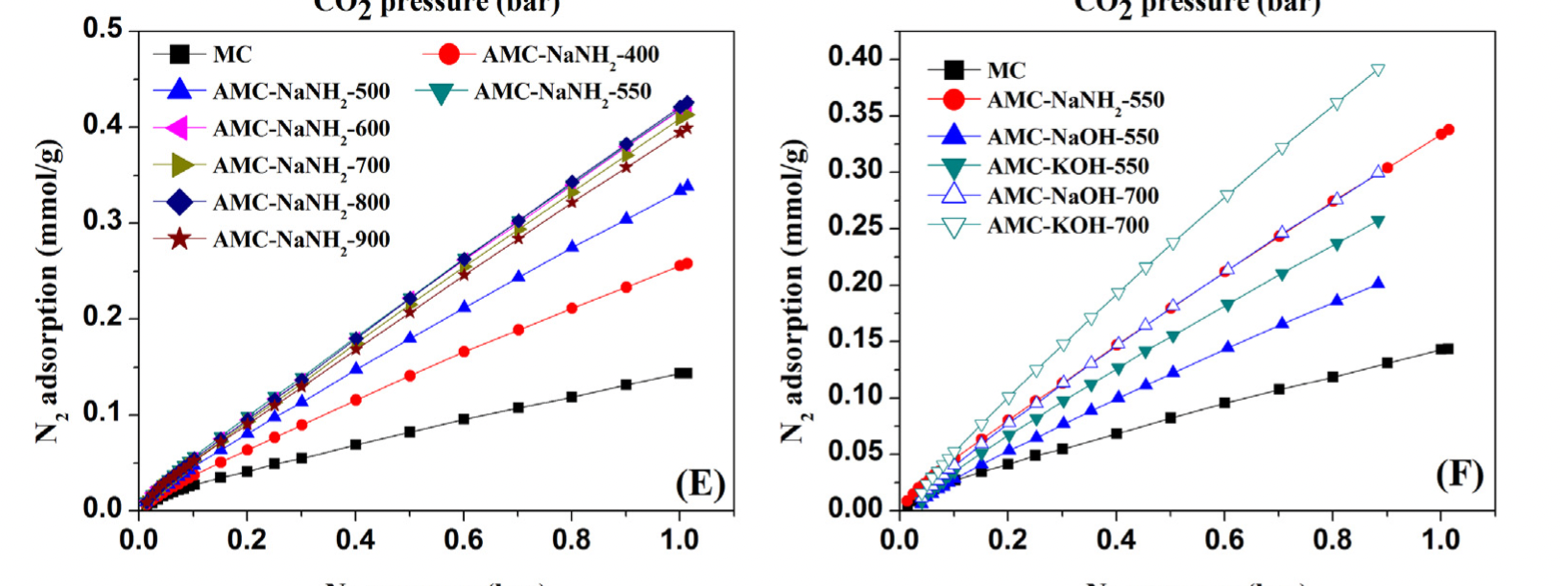 CO2 pressure (bar)
CO2 pressure (bar)
N2 adsorption (mmol/g)
0.5
0.4
0.3
0.2
0.1
0.0
MC
AMC-NaNH2-400
AMC-NaNH2-500
AMC-NaNH2-550
AMC-NaNH2-600
AMC-NaNH2-700
AMC-NaNH2-800
AMC-NaNH2-900
(E)
0.0 0.2 0.4 0.6 0.8 1.0
N2 adsorption (mmol/g)
0.40
0.35
0.30
0.25
0.20
0.15
0.10
0.05
0.00
MC
AMC-NaNH2-550
AMC-NaOH-550
AMC-KOH-550
AMC-NaOH-700
AMC-KOH-700
(F)
0.0 0.2 0.4 0.6 0.8 1.0